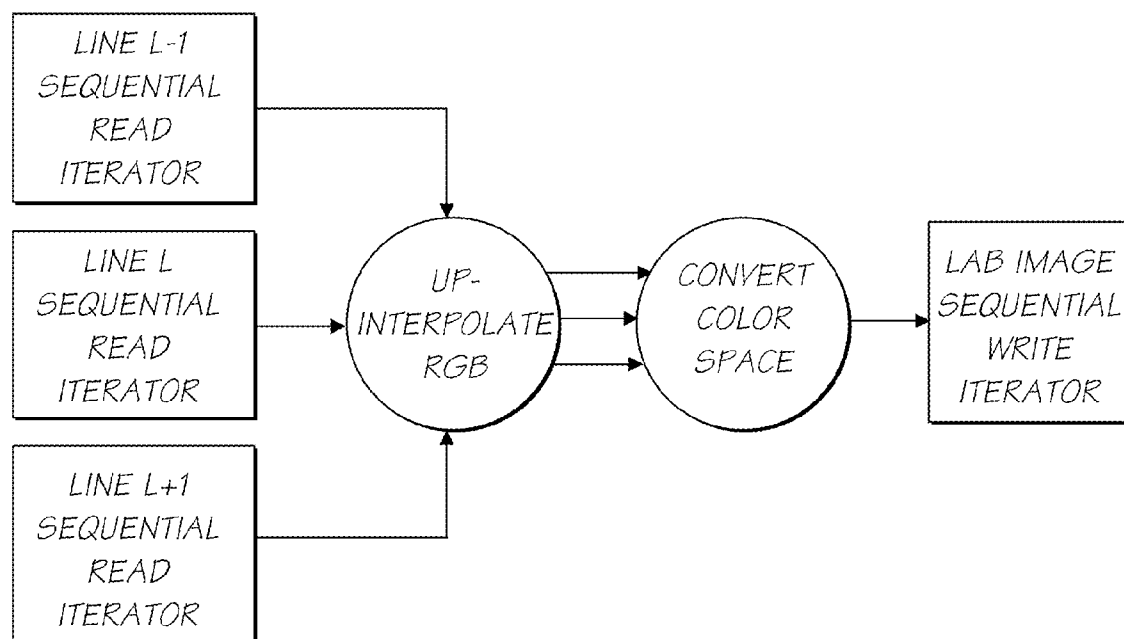 LINE L-1
SEQUENTIAL
READ
ITERATOR
LINE L
SEQUENTIAL
READ
ITERATOR
LINE L+1
SEQUENTIAL
READ
ITERATOR
UP-
INTERPOLATE
RGB
CONVERT
COLOR
SPACE
LAB IMAGE
SEQUENTIAL
WRITE
ITERATOR